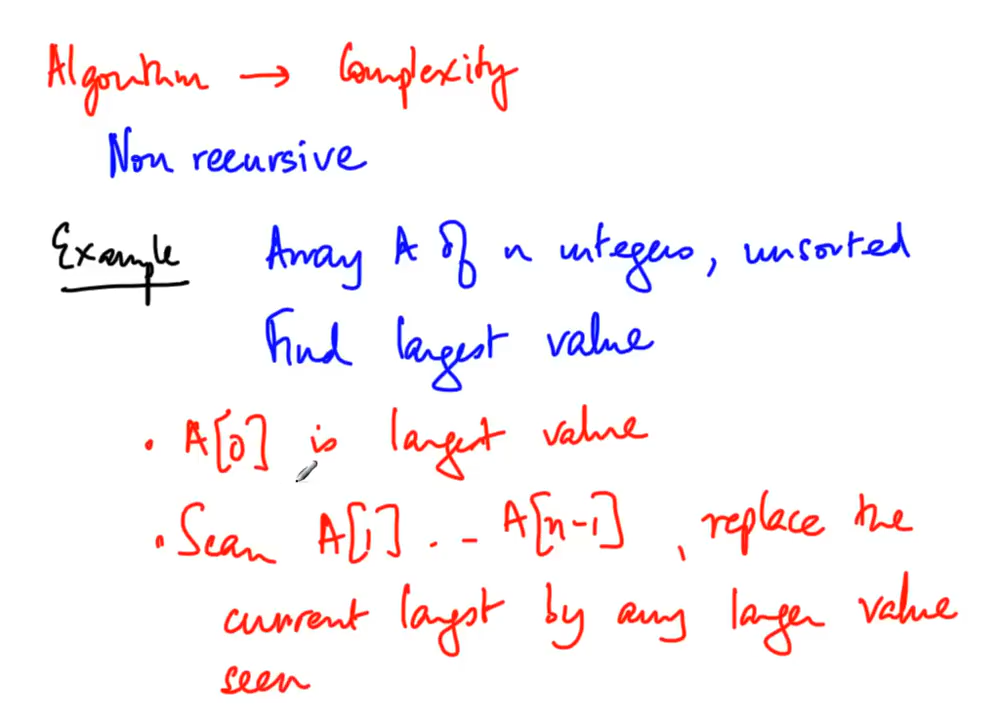 Algorithm → Complexity
Non recursive
Example Array A of n integers, unsorted
Find largest value
• A[0] is largest value
• Scan A[1] . . – A[n-1] , replace the
current largst by any larger value
seen